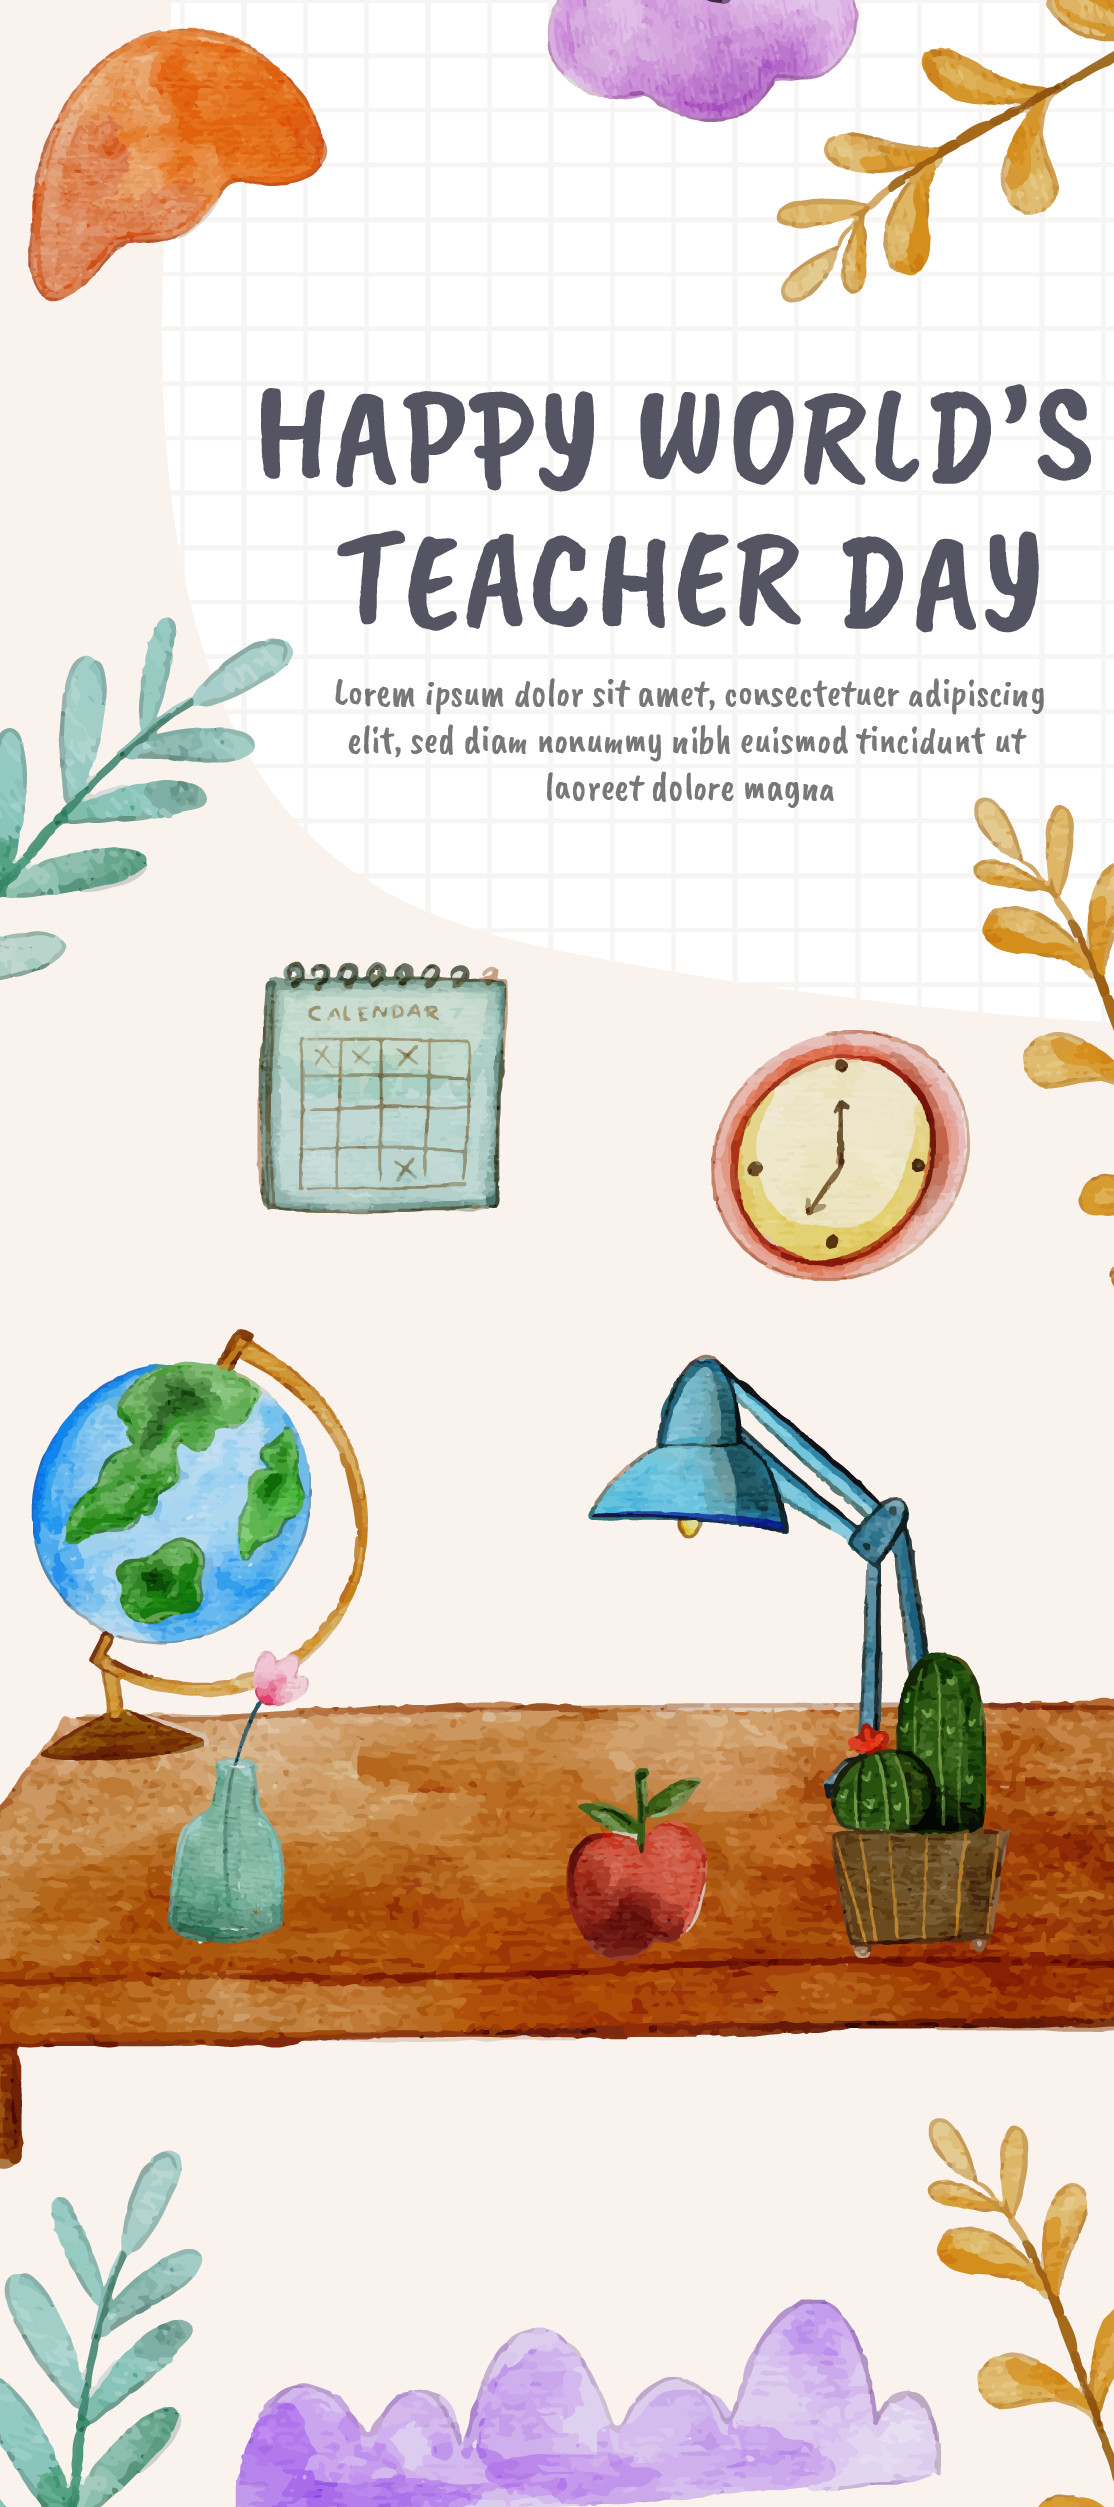 HAPPY WORLD'S
TEACHER DAY
Lorem ipsum dolor sit amet, consectetuer adipiscing
elit, sed diam nonummy nibh euismod tincidunt ut
laoreet dolore magna
CALENDAR